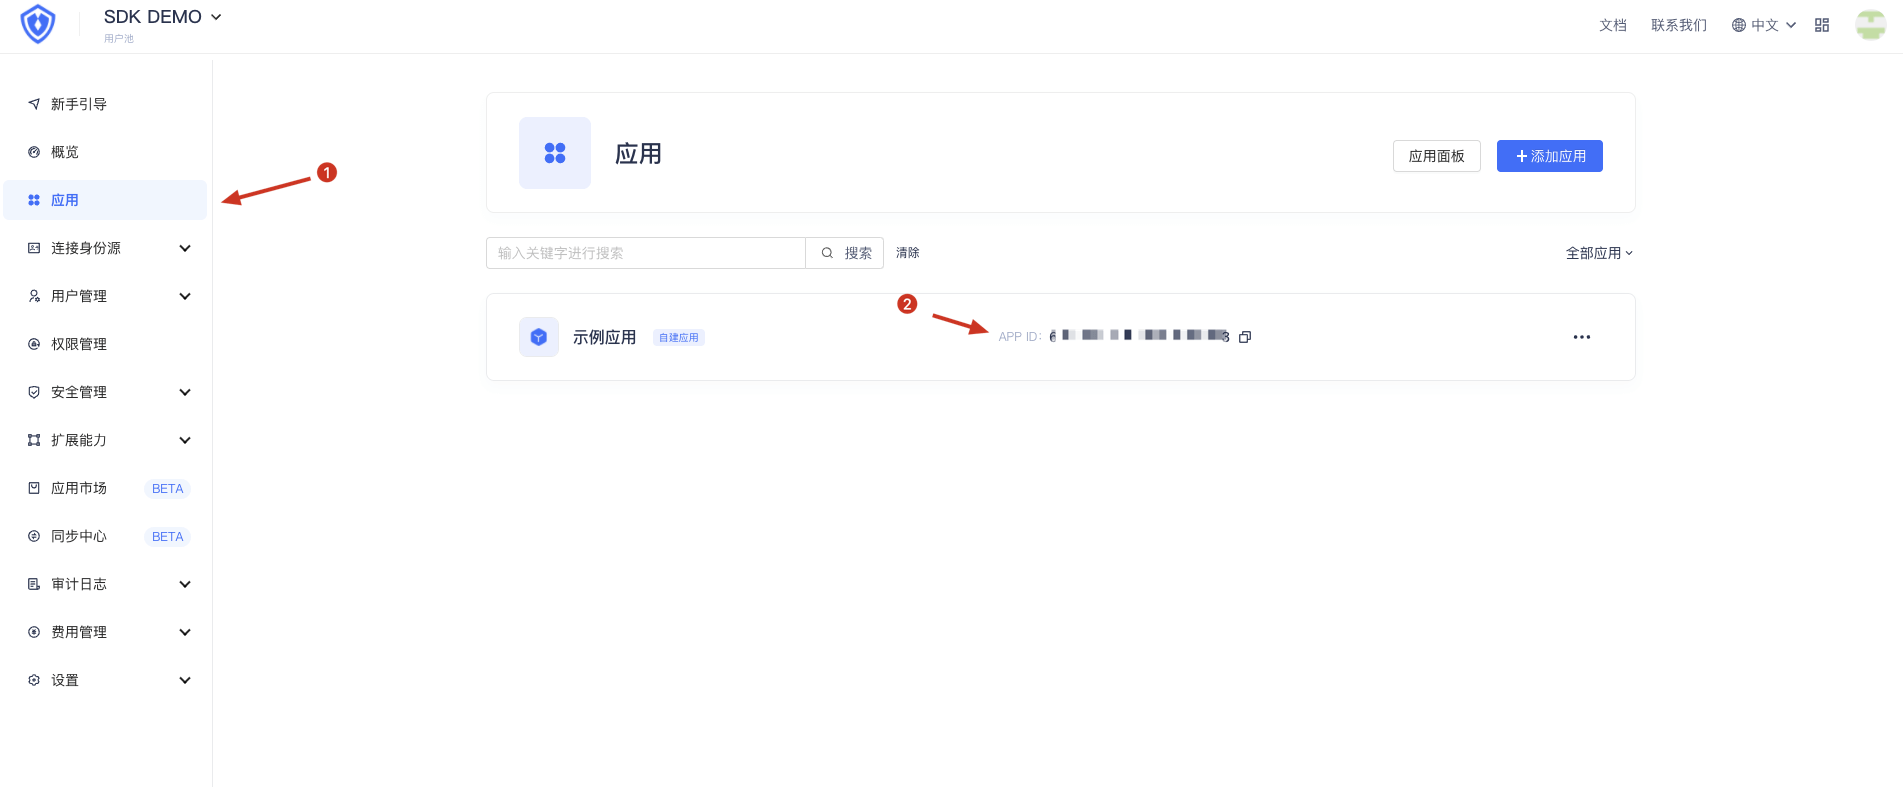 SDK DEMO
用户池
文档 联系我们 中文
新手引导
概览
应用
连接身份源
用户管理
权限管理
安全管理
扩展能力
应用市场 BETA
同步中心 BETA
审计日志
费用管理
设置
1
应用
应用面板 添加应用
输入关键字进行搜索 搜索 清除 全部应用
2
示例应用 自建应用 APP ID: